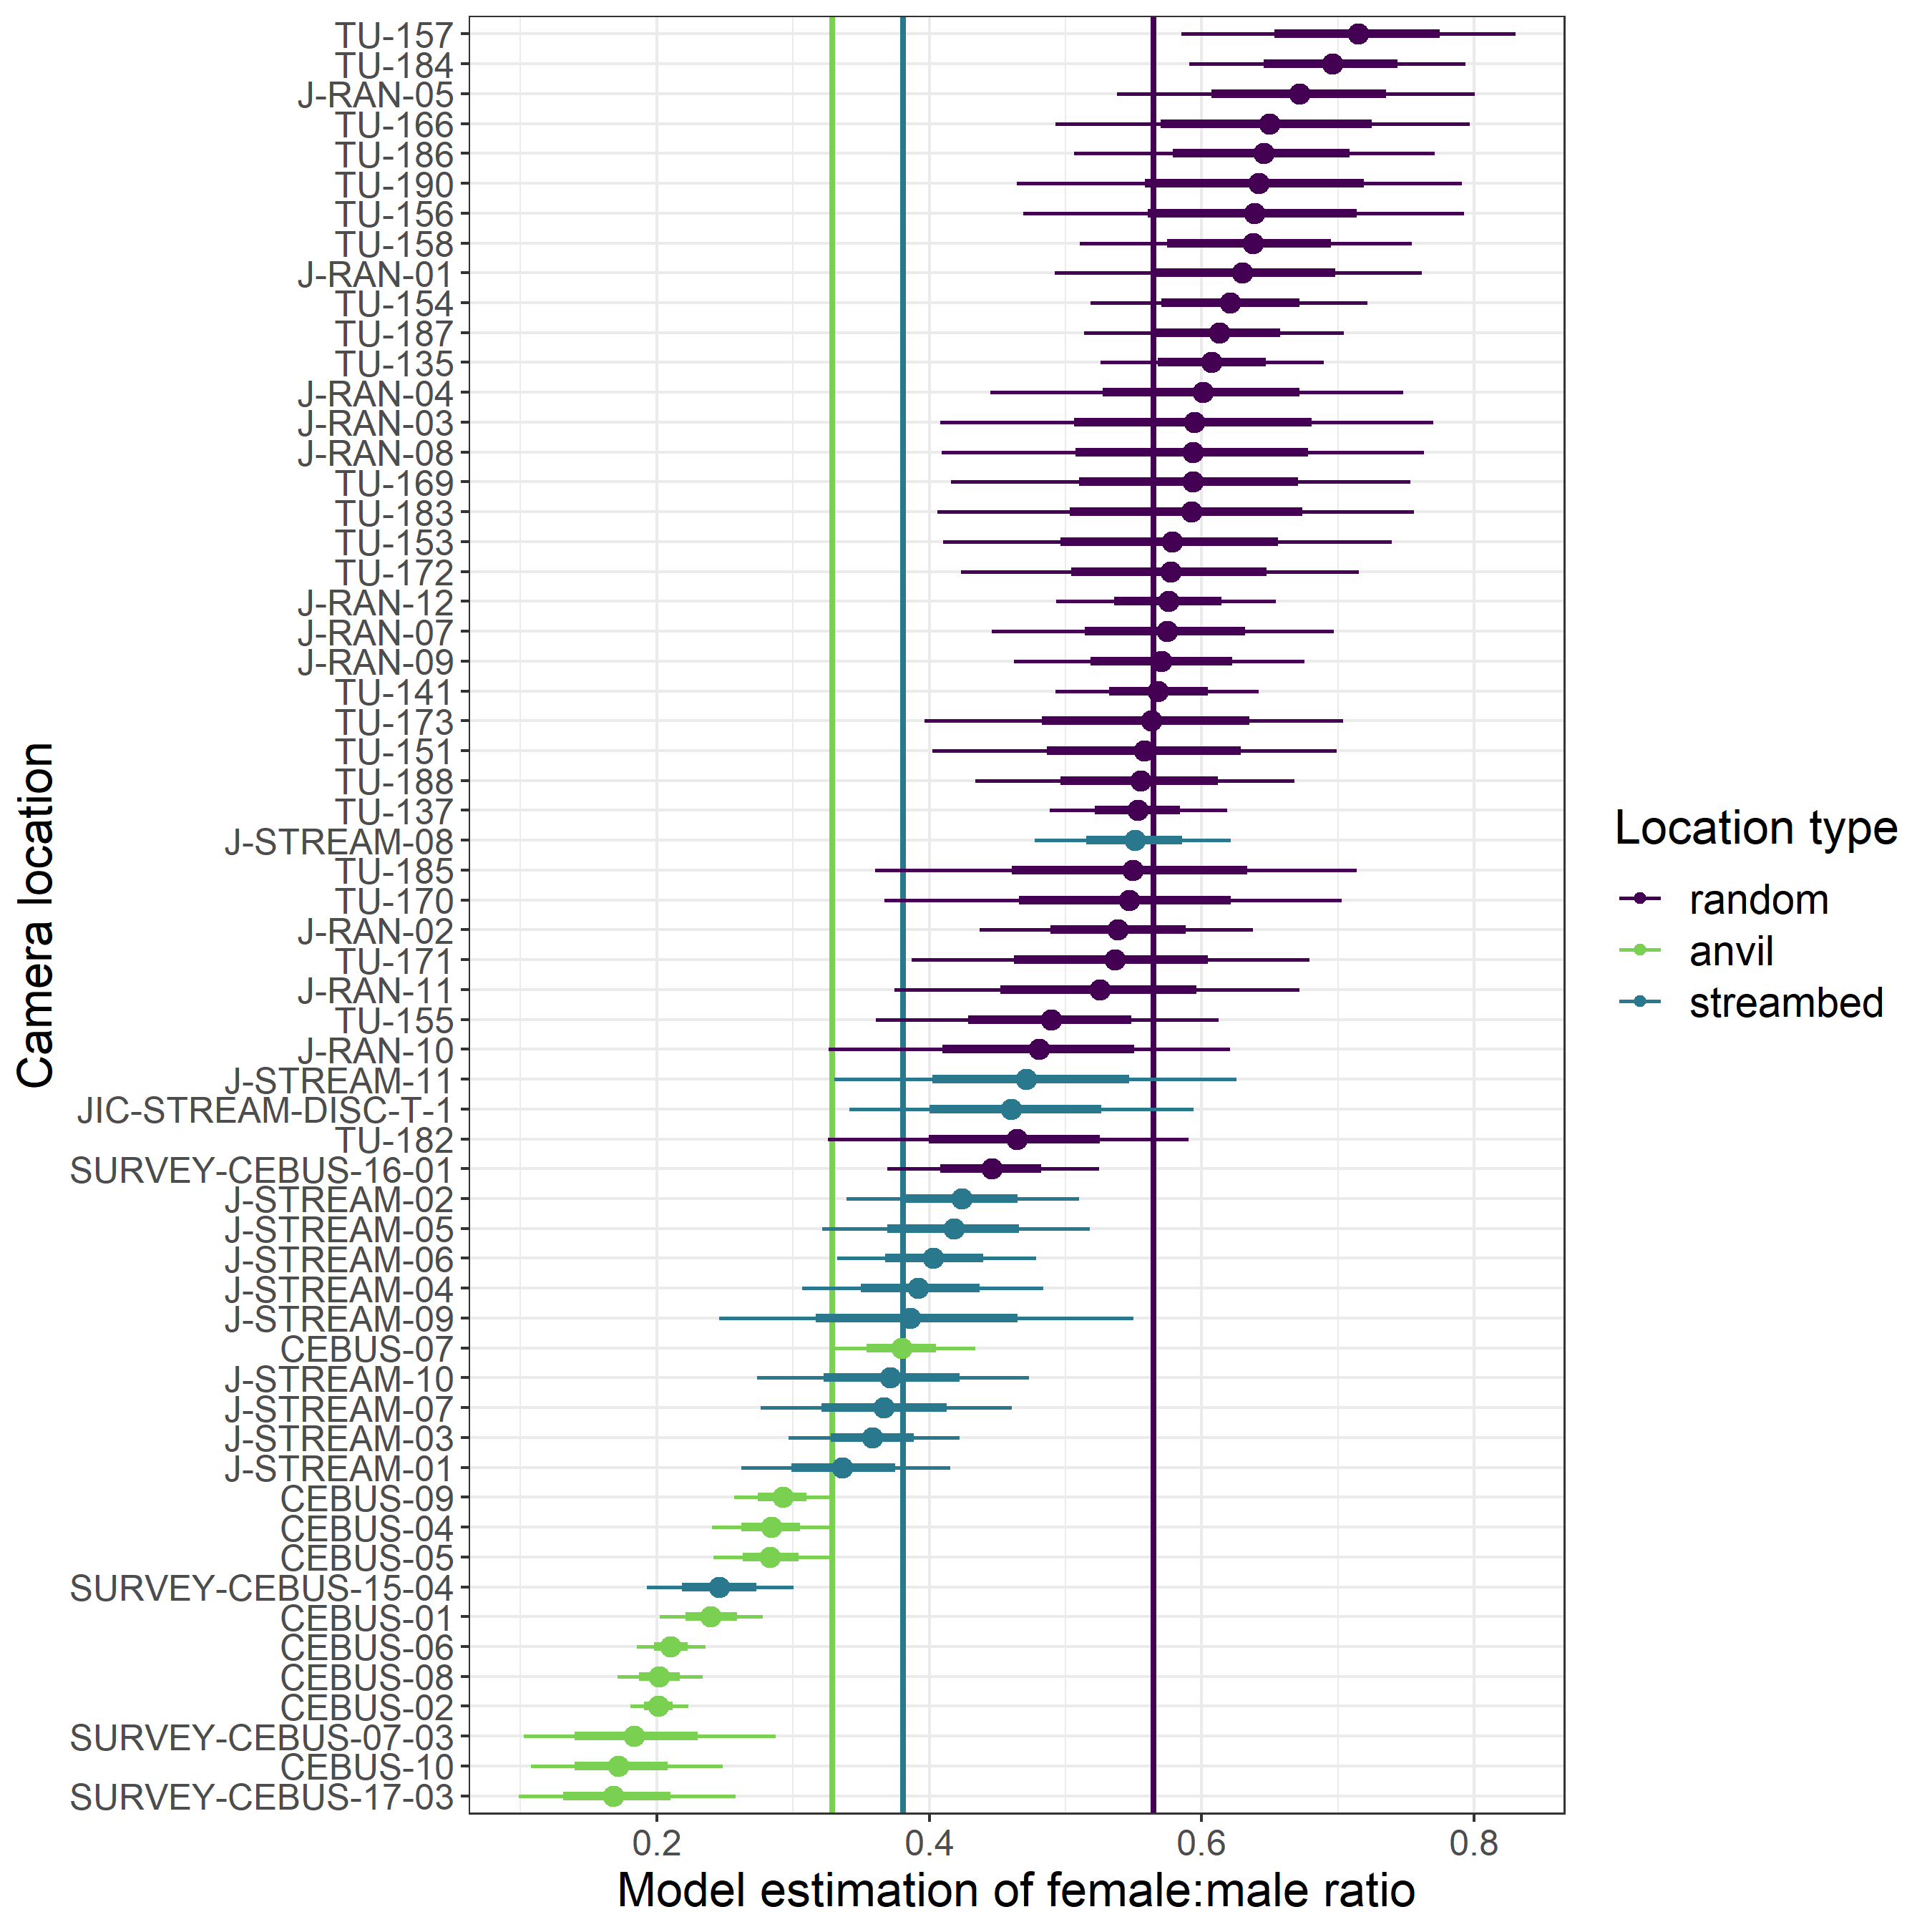 TU-157
TU-184
J-RAN-05
TU-166
TU-186
TU-190
TU-156
TU-158
J-RAN-01
TU-154
TU-187
TU-135
J-RAN-04
J-RAN-03
J-RAN-08
TU-169
TU-183
TU-153
TU-172
J-RAN-12
J-RAN-07
J-RAN-09
TU-141
TU-173
TU-151
TU-188
TU-137
J-STREAM-08
TU-185
TU-170
J-RAN-02
TU-171
J-RAN-11
TU-155
J-RAN-10
J-STREAM-11
JIC-STREAM-DISC-T-1
TU-182
SURVEY-CEBUS-16-01
J-STREAM-02
J-STREAM-05
J-STREAM-06
J-STREAM-04
J-STREAM-09
CEBUS-07
J-STREAM-10
J-STREAM-07
J-STREAM-03
J-STREAM-01
CEBUS-09
CEBUS-04
CEBUS-05
SURVEY-CEBUS-15-04
CEBUS-01
CEBUS-06
CEBUS-08
CEBUS-02
SURVEY-CEBUS-07-03
CEBUS-10
SURVEY-CEBUS-17-03
Camera location
0.2 0.4 0.6 0.8
Model estimation of female:male ratio
Location type
random
anvil
streambed